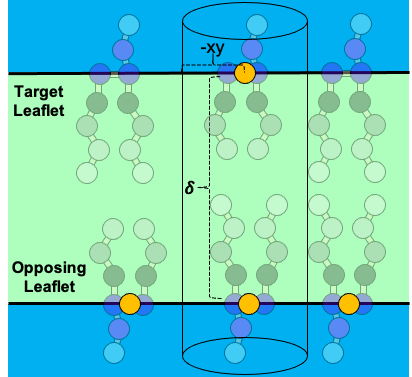 -xy
Target
Leaflet
δ
Opposing
Leaflet